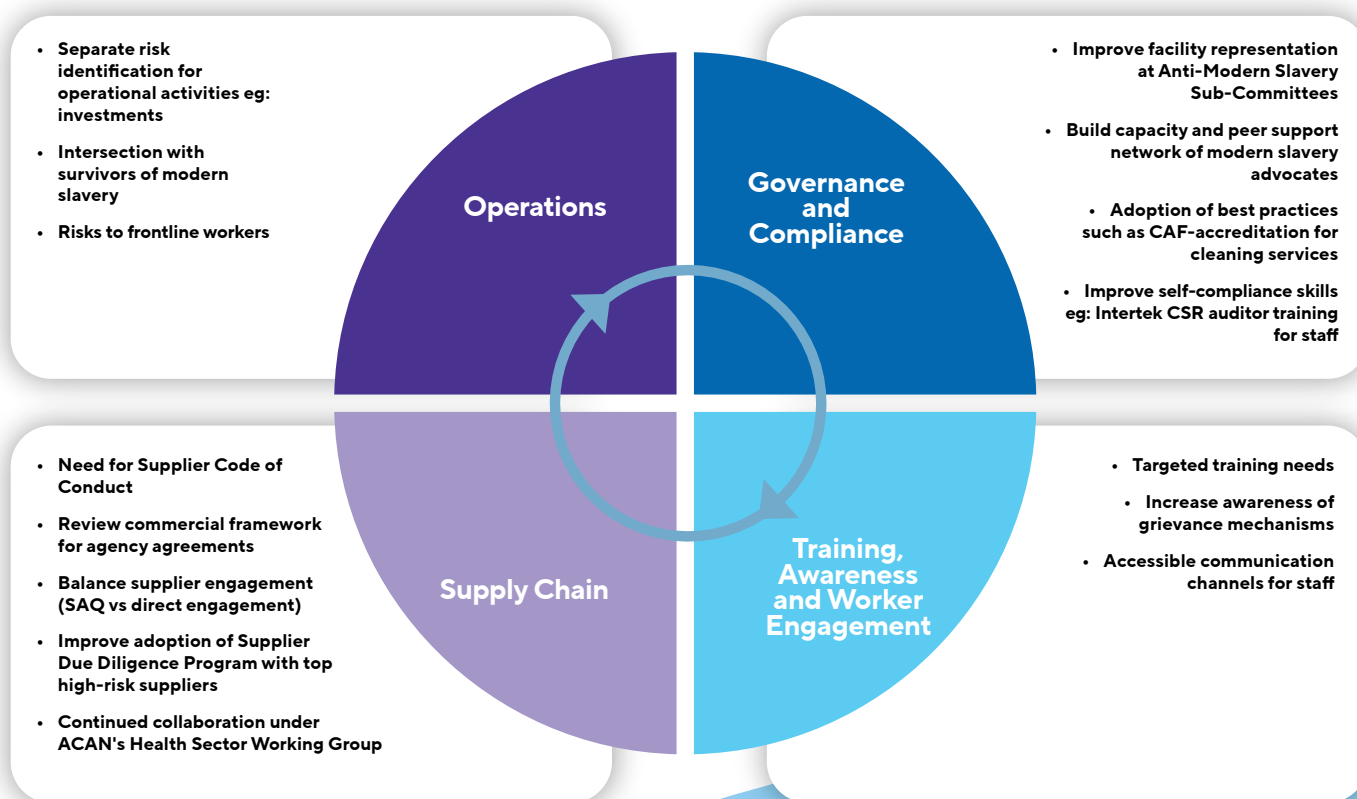 • Separate risk
identification for
operational activities eg:
investments
• Intersection with
survivors of modern
slavery
• Risks to frontline workers
Operations
Governance
and
Compliance
• Improve facility representation
at Anti-Modern Slavery
Sub-Committees
• Build capacity and peer support
network of modern slavery
advocates
• Adoption of best practices
such as CAF-accreditation for
cleaning services
• Improve self-compliance skills
eg: Intertek CSR auditor training
for staff
• Need for Supplier Code of
Conduct
• Review commercial framework
for agency agreements
• Balance supplier engagement
(SAQ vs direct engagement)
• Improve adoption of Supplier
Due Diligence Program with top
high-risk suppliers
• Continued collaboration under
ACAN's Health Sector Working Group
Supply Chain
Training,
Awareness
and Worker
Engagement
• Targeted training needs
• Increase awareness of
grievance mechanisms
• Accessible communication
channels for staff